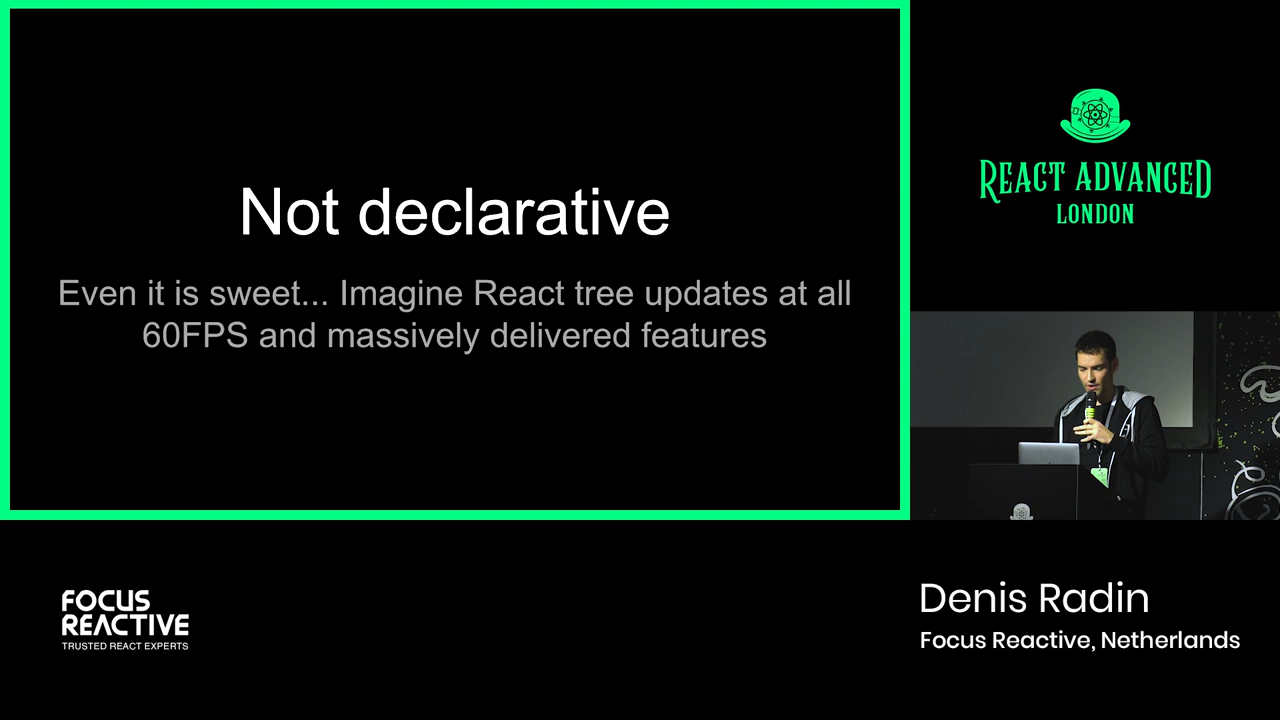 Not declarative
Even it is sweet... Imagine React tree updates at all
60FPS and massively delivered features
REACT ADVANCED
LONDON
FOCUS
REACTIVE
TRUSTED REACT EXPERTS
Denis Radin
Focus Reactive, Netherlands